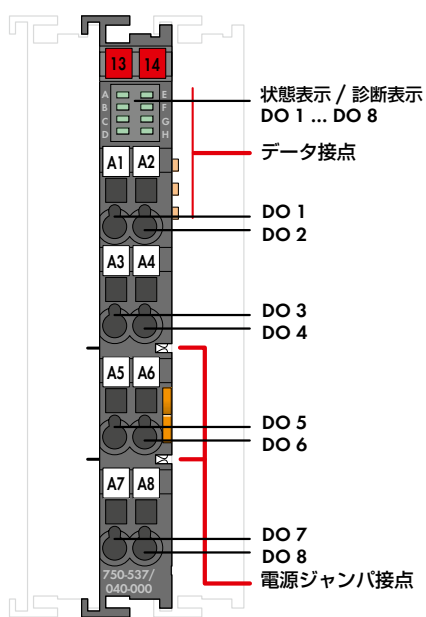 13 14
状態表示 / 診断表示
DO 1 ... DO 8
A E
B F
C G
D H
データ接点
A1 A2
DO 1
DO 2
A3 A4
DO 3
DO 4
A5 A6
DO 5
DO 6
A7 A8
DO 7
DO 8
750-537/
040-000
電源ジャンパ接点